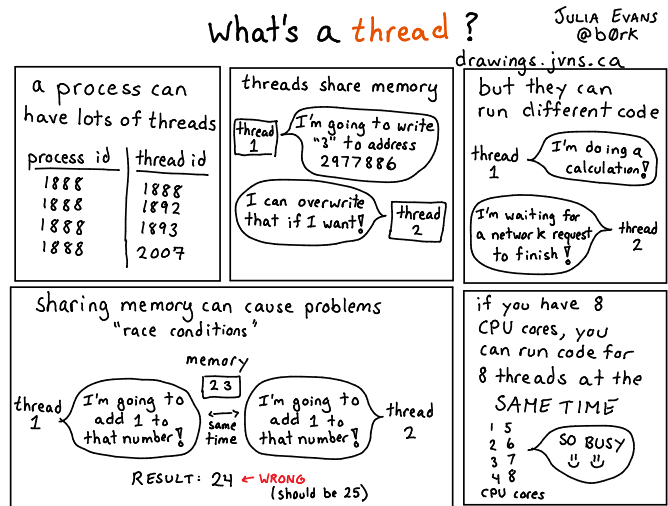 What's a thread?
JULIA EVANS
@b0rk
drawings.jvns.ca
a process can
have lots of threads
process id thread id
1888 1888
1888 1892
1888 1893
1888 2007
threads share memory
thread
1
I'm going to write
"3" to address
2977886
I can overwrite
that if I want!
thread
2
but they can
run different code
thread
1
I'm doing a
calculation!
I'm waiting for
a network request
to finish!
thread
2
sharing memory can cause problems
"race conditions"
memory
23
thread
1
I'm going to
add 1 to
that number!
same
time
I'm going to
add 1 to
that number!
thread
2
RESULT: 24 ← WRONG
(should be 25)
if you have 8
CPU cores, you
can run code for
8 threads at the
SAME TIME
1 5
2 6
3 7
4 8
CPU cores
SO BUSY